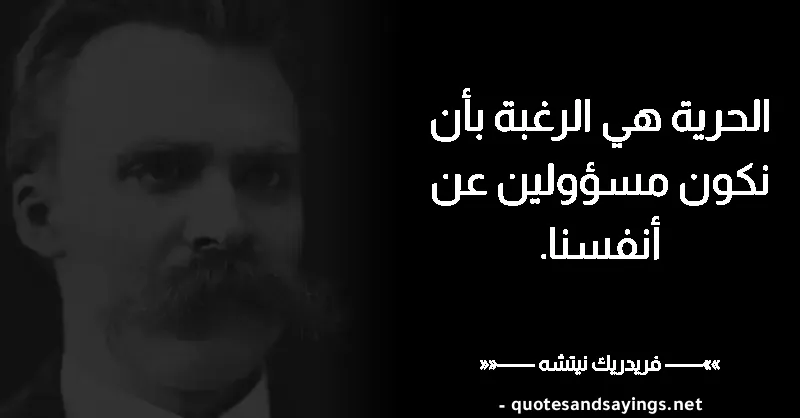 الحرية هي الرغبة بأن
نكون مسؤولين عن
أنفسنا.
»»—— فريدريك نيتشه ——««
- quotesandsayings.net